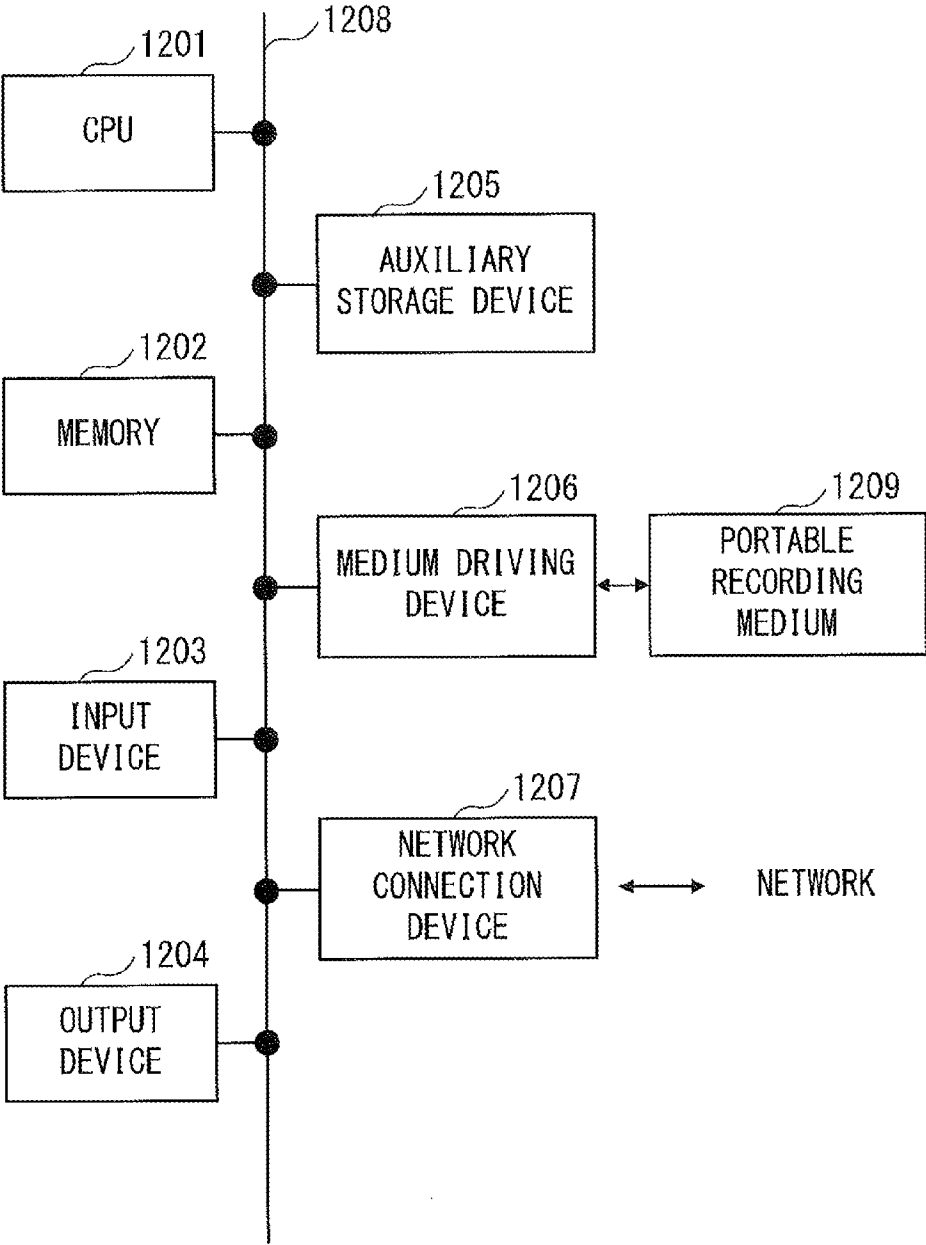 1208
1201
CPU
1205
AUXILIARY
STORAGE DEVICE
1202
MEMORY
1206
MEDIUM DRIVING
DEVICE
1209
PORTABLE
RECORDING
MEDIUM
1203
INPUT
DEVICE
1207
NETWORK
CONNECTION
DEVICE
NETWORK
1204
OUTPUT
DEVICE